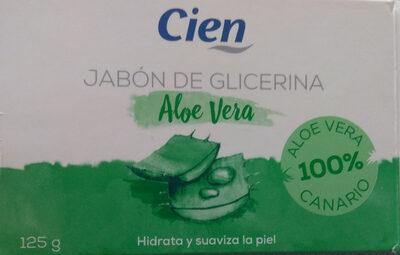 Cien
JABÓN DE GLICERINA
Aloe Vera
ALOE VERA
100%
CANARIO
125 g
Hidrata y suaviza la piel